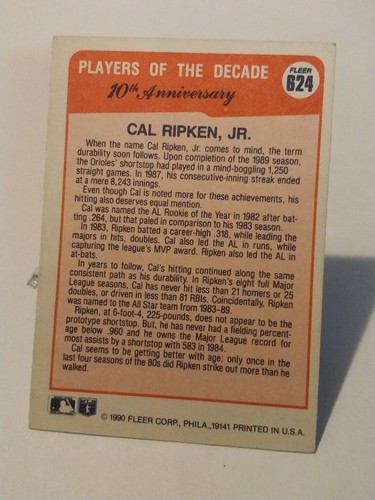 PLAYERS OF THE DECADE
10th Anniversary
FLEER
624
CAL RIPKEN, JR.
When the name Cal Ripken, Jr. comes to mind, the term
durability soon follows. Upon completion of the 1989 season,
the Orioles' shortstop had played in a mind-boggling 1,250
straight games. In 1987, his consecutive-inning streak ended
at a mere 8,243 innings.
Even though Cal is noted more for these achievements, his
hitting also deserves equal mention.
Cal was named the AL Rookie of the Year in 1982 after bat-
ting .264, but that paled in comparison to his 1983 season.
In 1983, Ripken batted a career-high .318, while leading the
majors in hits, doubles. Cal also led the AL in runs, while
capturing the league's MVP award. Ripken also led the AL in
at-bats.
In years to follow, Cal's hitting continued along the same
consistent path as his durability. In Ripken's eight full Major
League seasons, Cal has never hit less than 21 homers or 25
doubles, or driven in less than 81 RBIs. Coincidentally, Ripken
was named to the All Star team from 1983-89.
Ripken, at 6-foot-4, 225-pounds, does not appear to be the
prototype shortstop. But, he has never had a fielding percent-
age below .960 and he owns the Major League record for
most assists by a shortstop with 583 in 1984.
Cal seems to be getting better with age; only once in the
last four seasons of the 80s did Ripken strike out more than he
walked.
© 1990 FLEER CORP., PHILA.,19141 PRINTED IN U.S.A.